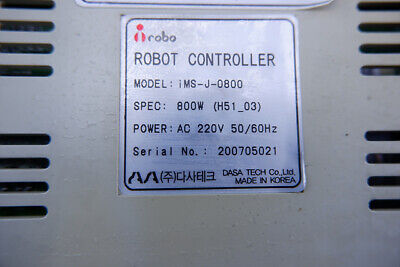 irobo
ROBOT CONTROLLER
MODEL: iMS-J-0800
SPEC: 800W (H51_03)
POWER: AC 220V 50/60Hz
Serial No.: 200705021
(주)다사테크 DASA TECH Co,Ltd.
MADE IN KOREA